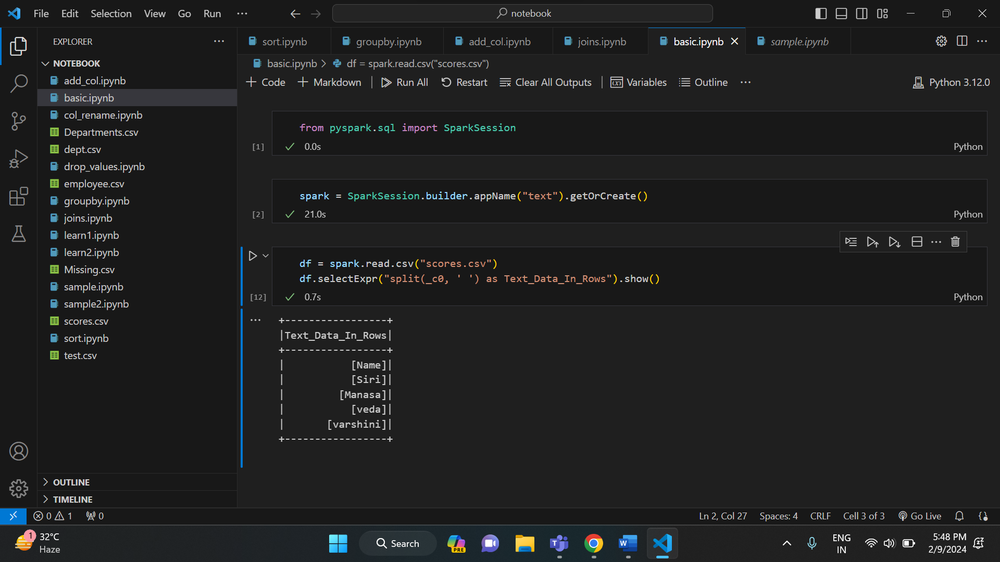 File Edit Selection View Go Run ···
notebook
EXPLORER ···
NOTEBOOK
add_col.ipynb
basic.ipynb
col_rename.ipynb
Departments.csv
dept.csv
drop_values.ipynb
employee.csv
groupby.ipynb
joins.ipynb
learn1.ipynb
learn2.ipynb
Missing.csv
sample.ipynb
sample2.ipynb
scores.csv
sort.ipynb
test.csv
OUTLINE
TIMELINE
sort.ipynb groupby.ipynb add_col.ipynb joins.ipynb basic.ipynb sample.ipynb
basic.ipynb > df = spark.read.csv("scores.csv")
+ Code + Markdown | Run All Restart Clear All Outputs | Variables Outline ··· Python 3.12.0
from pyspark.sql import SparkSession
[1] ✓ 0.0s Python
spark = SparkSession.builder.appName("text").getOrCreate()
[2] ✓ 21.0s Python
df = spark.read.csv("scores.csv")
df.selectExpr("split(_c0, ' ') as Text_Data_In_Rows").show()
[12] ✓ 0.7s Python
+-----------------+
|Text_Data_In_Rows|
+-----------------+
|           [Name]|
|           [Siri]|
|         [Manasa]|
|           [veda]|
|       [varshini]|
+-----------------+
0 1 0 Ln 2, Col 27 Spaces: 4 CRLF Cell 3 of 3 Go Live
1 32°C
Haze
Search
PRE
ENG
IN
5:48 PM
2/9/2024